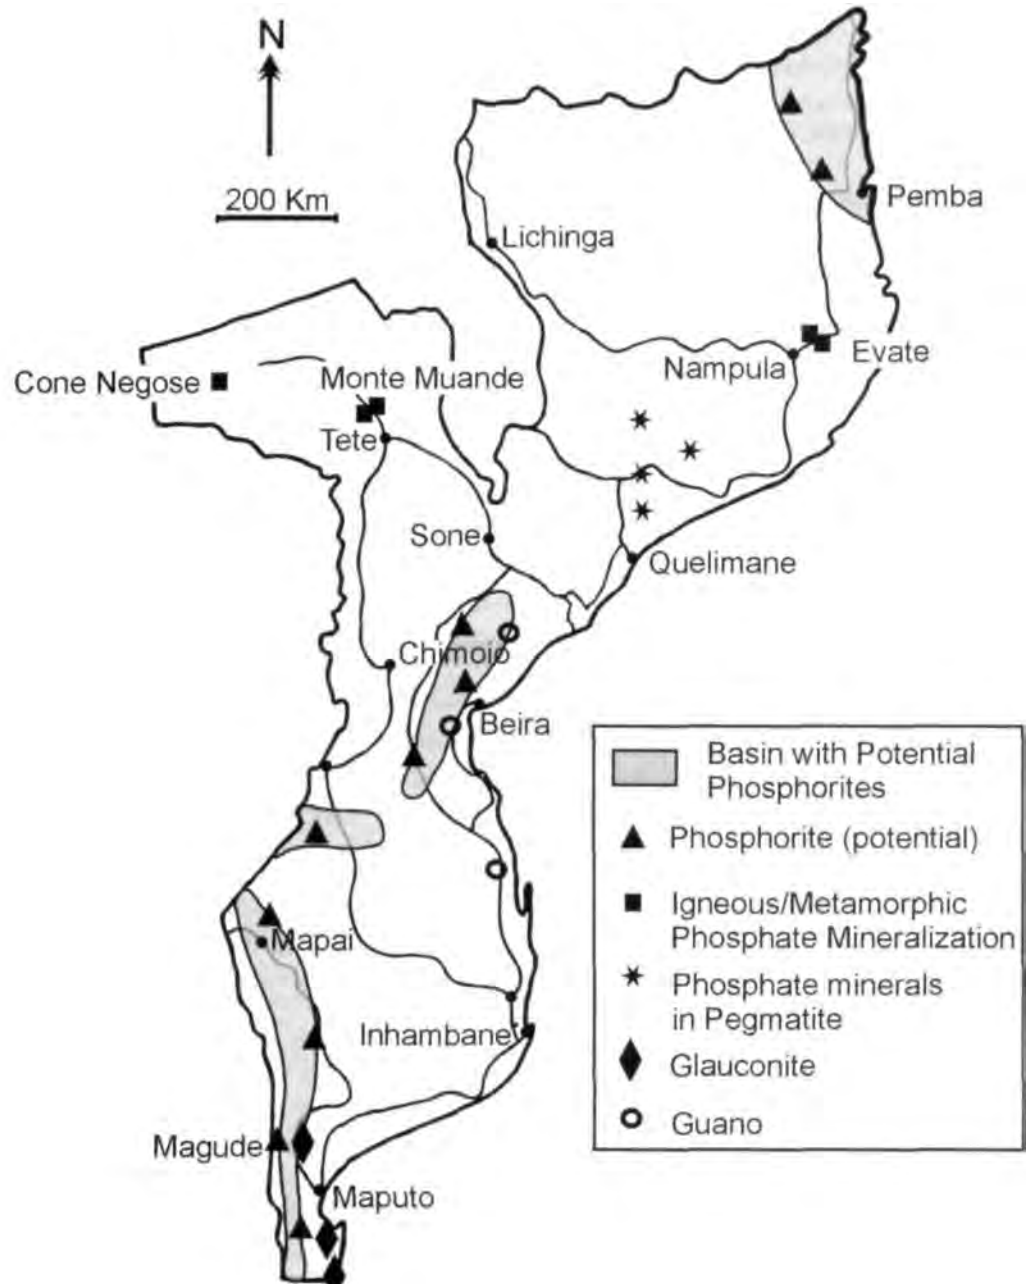 N
200 Km
Pemba
Lichinga
Nampula
Evate
Cone Negose
Monte Muande
Tete
Sone
Quelimane
Chimoio
Beira
Mapai
Inhambane
Magude
Maputo
Basin with Potential
Phosphorites
Phosphorite (potential)
Igneous/Metamorphic
Phosphate Mineralization
Phosphate minerals
in Pegmatite
Glauconite
Guano